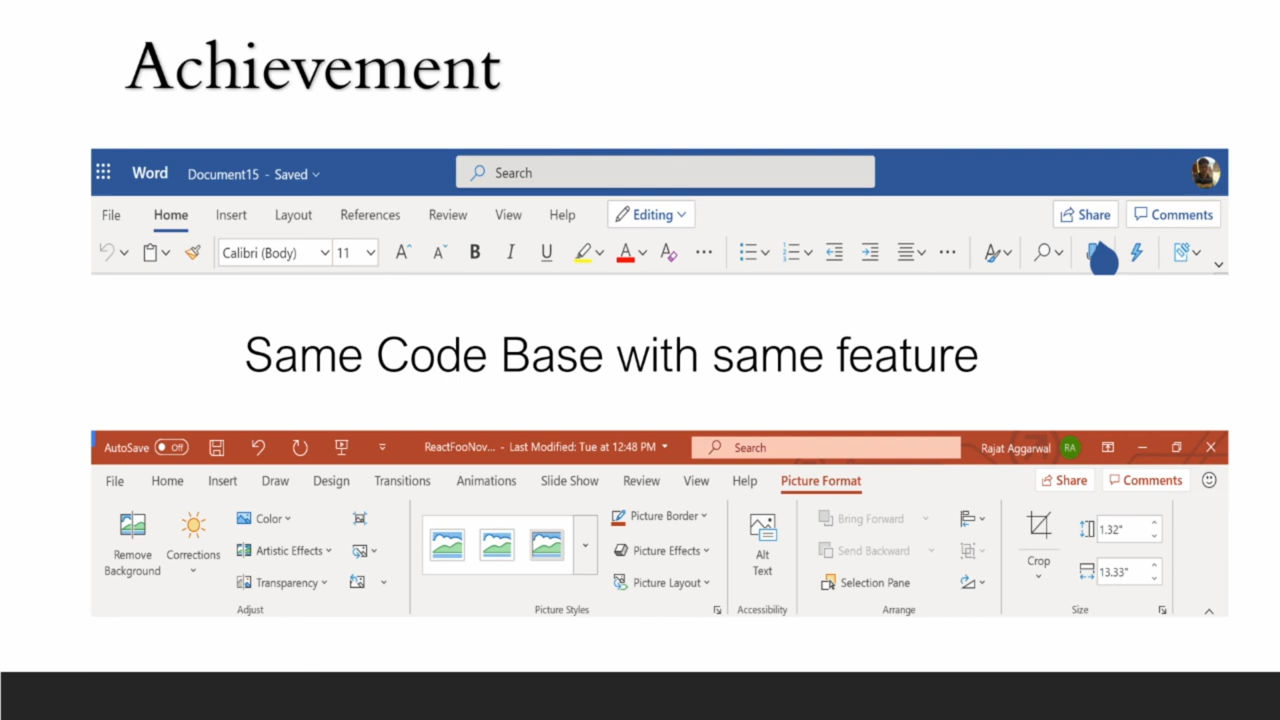 Achievement
Word Document15 - Saved Search
File Home Insert Layout References Review View Help Editing Share Comments
Calibri (Body) 11 A A B I U A A
Same Code Base with same feature
AutoSave Off ReactFooNov... - Last Modified: Tue at 12:48 PM Search Rajat Aggarwal RA
File Home Insert Draw Design Transitions Animations Slide Show Review View Help Picture Format Share Comments
Remove Background
Corrections
Color
Artistic Effects
Transparency
Adjust
Picture Border
Picture Effects
Picture Layout
Picture Styles
Alt Text
Accessibility
Bring Forward
Send Backward
Selection Pane
Arrange
Crop
1.32"
13.33"
Size